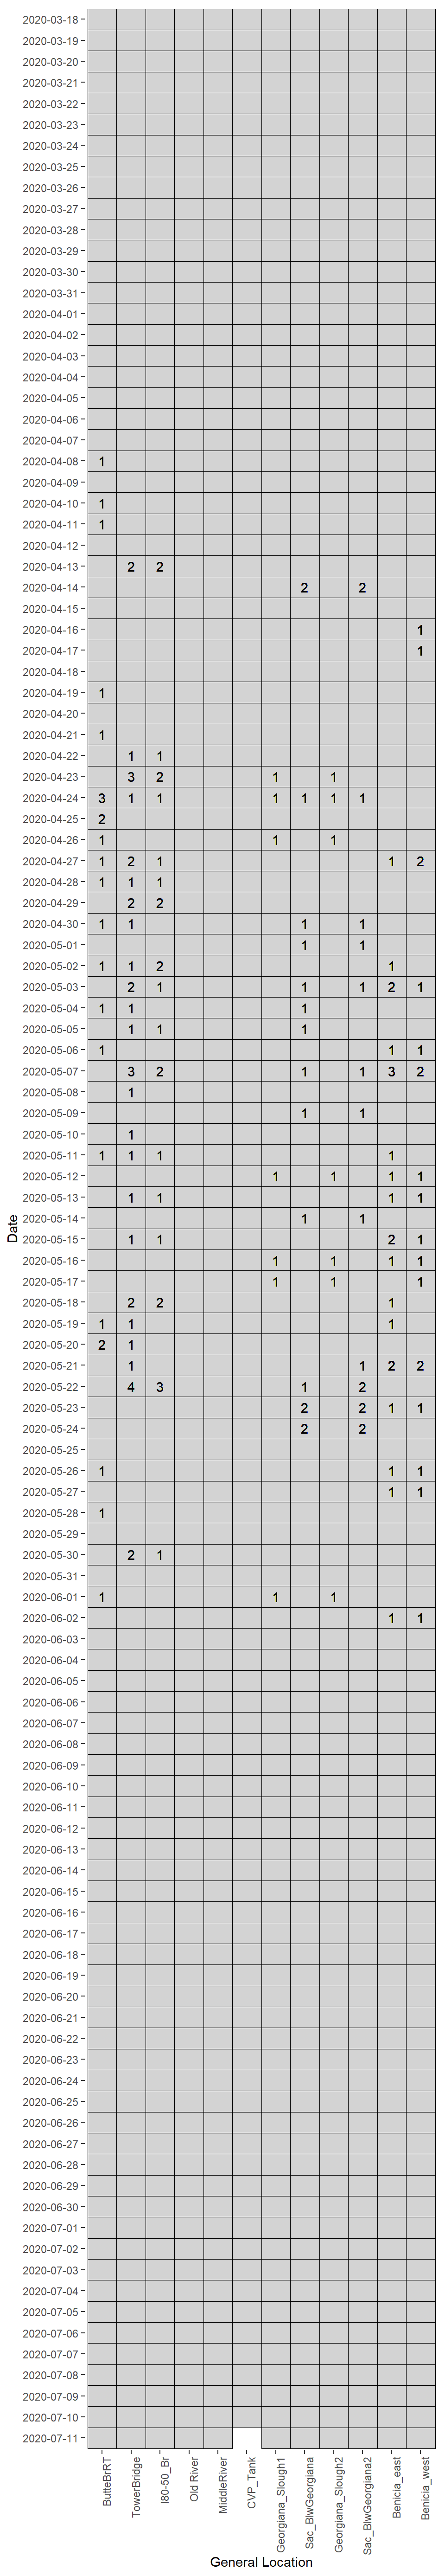 2020-03-18
2020-03-19
2020-03-20
2020-03-21
2020-03-22
2020-03-23
2020-03-24
2020-03-25
2020-03-26
2020-03-27
2020-03-28
2020-03-29
2020-03-30
2020-03-31
2020-04-01
2020-04-02
2020-04-03
2020-04-04
2020-04-05
2020-04-06
2020-04-07
2020-04-08 1
2020-04-09
2020-04-10 1
2020-04-11 1
2020-04-12
2020-04-13 2 2
2020-04-14 2 2
2020-04-15
2020-04-16 1
2020-04-17 1
2020-04-18
2020-04-19 1
2020-04-20
2020-04-21 1
2020-04-22 1 1
2020-04-23 3 2 1 1
2020-04-24 3 1 1 1 1 1 1
2020-04-25 2
2020-04-26 1 1 1
2020-04-27 1 2 1 1 2
2020-04-28 1 1 1
2020-04-29 2 2
2020-04-30 1 1 1 1
2020-05-01 1 1
2020-05-02 1 1 2 1
2020-05-03 2 1 1 1 2 1
2020-05-04 1 1 1
2020-05-05 1 1 1
2020-05-06 1 1 1
2020-05-07 3 2 1 1 3 2
2020-05-08 1
2020-05-09 1 1
2020-05-10 1
2020-05-11 1 1 1 1
2020-05-12 1 1 1 1
2020-05-13 1 1 1 1
2020-05-14 1 1
2020-05-15 1 1 2 1
2020-05-16 1 1 1 1
2020-05-17 1 1 1
2020-05-18 2 2 1
2020-05-19 1 1 1
2020-05-20 2 1
2020-05-21 1 1 2 2
2020-05-22 4 3 1 2
2020-05-23 2 2 1 1
2020-05-24 2 2
2020-05-25
2020-05-26 1 1 1
2020-05-27 1 1
2020-05-28 1
2020-05-29
2020-05-30 2 1
2020-05-31
2020-06-01 1 1 1
2020-06-02 1 1
2020-06-03
2020-06-04
2020-06-05
2020-06-06
2020-06-07
2020-06-08
2020-06-09
2020-06-10
2020-06-11
2020-06-12
2020-06-13
2020-06-14
2020-06-15
2020-06-16
2020-06-17
2020-06-18
2020-06-19
2020-06-20
2020-06-21
2020-06-22
2020-06-23
2020-06-24
2020-06-25
2020-06-26
2020-06-27
2020-06-28
2020-06-29
2020-06-30
2020-07-01
2020-07-02
2020-07-03
2020-07-04
2020-07-05
2020-07-06
2020-07-07
2020-07-08
2020-07-09
2020-07-10
2020-07-11
Date
ButteBrRT
TowerBridge
I80-50_Br
Old River
MiddleRiver
CVP_Tank
Georgiana_Slough1
Sac_BlwGeorgiana
Georgiana_Slough2
Sac_BlwGeorgiana2
Benicia_east
Benicia_west
General Location